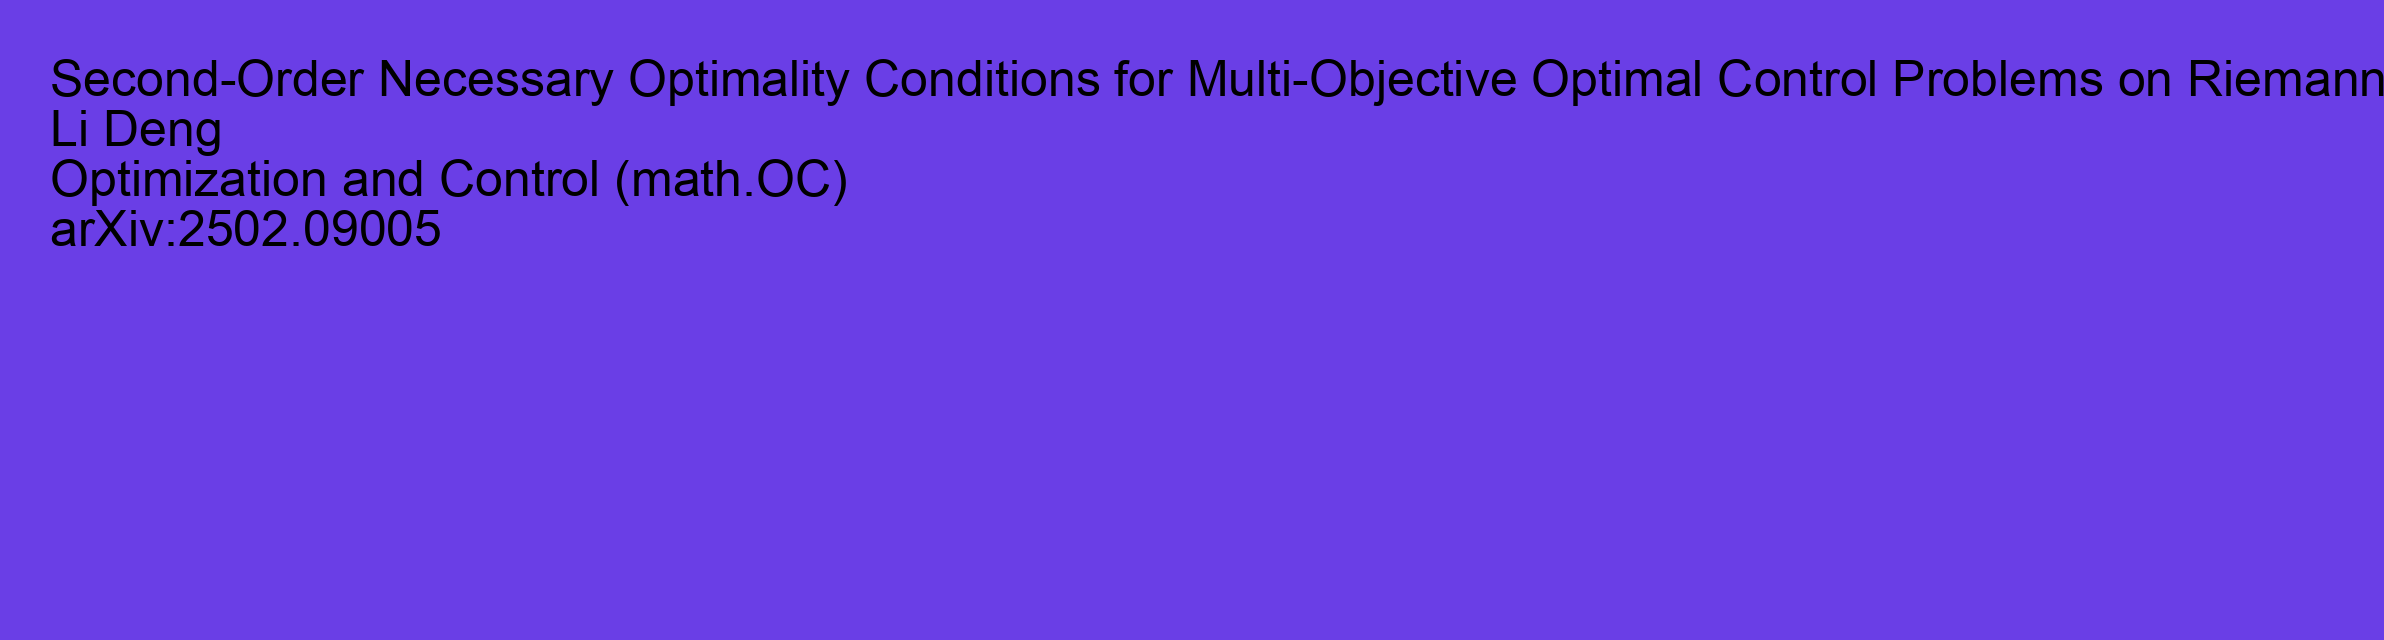 Second-Order Necessary Optimality Conditions for Multi-Objective Optimal Control Problems on Riemann
Li Deng
Optimization and Control (math.OC)
arXiv:2502.09005